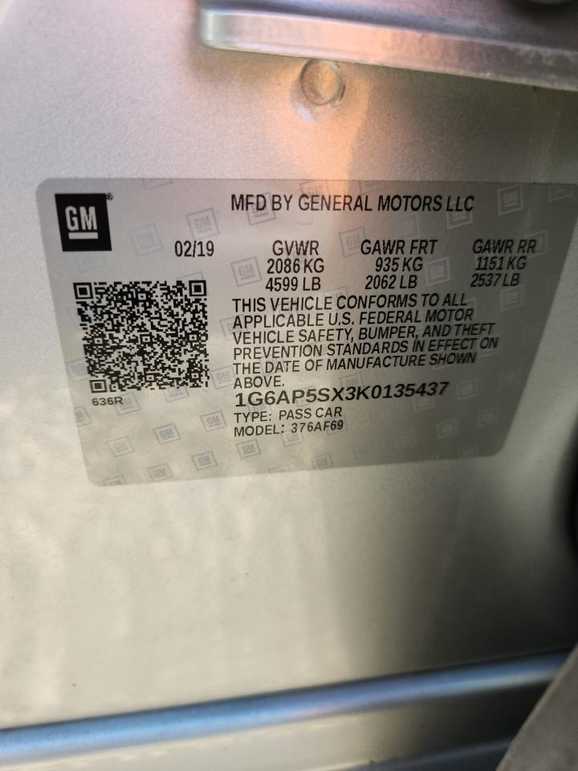 GM
MFD BY GENERAL MOTORS LLC
02/19 GVWR GAWR FRT GAWR RR
2086 KG 935 KG 1151 KG
4599 LB 2062 LB 2537 LB
THIS VEHICLE CONFORMS TO ALL
APPLICABLE U.S. FEDERAL MOTOR
VEHICLE SAFETY, BUMPER, AND THEFT
PREVENTION STANDARDS IN EFFECT ON
THE DATE OF MANUFACTURE SHOWN
ABOVE.
636R
1G6AP5SX3K0135437
TYPE: PASS CAR
MODEL: 376AF69